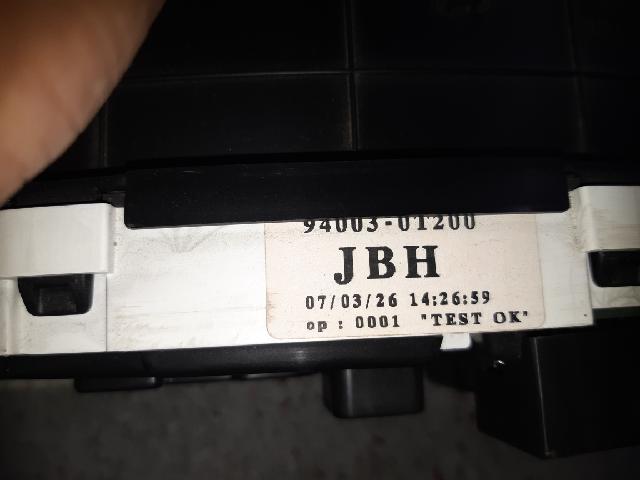 94003-0T200
JBH
07/03/26 14:26:59
op : 0001 "TEST OK"